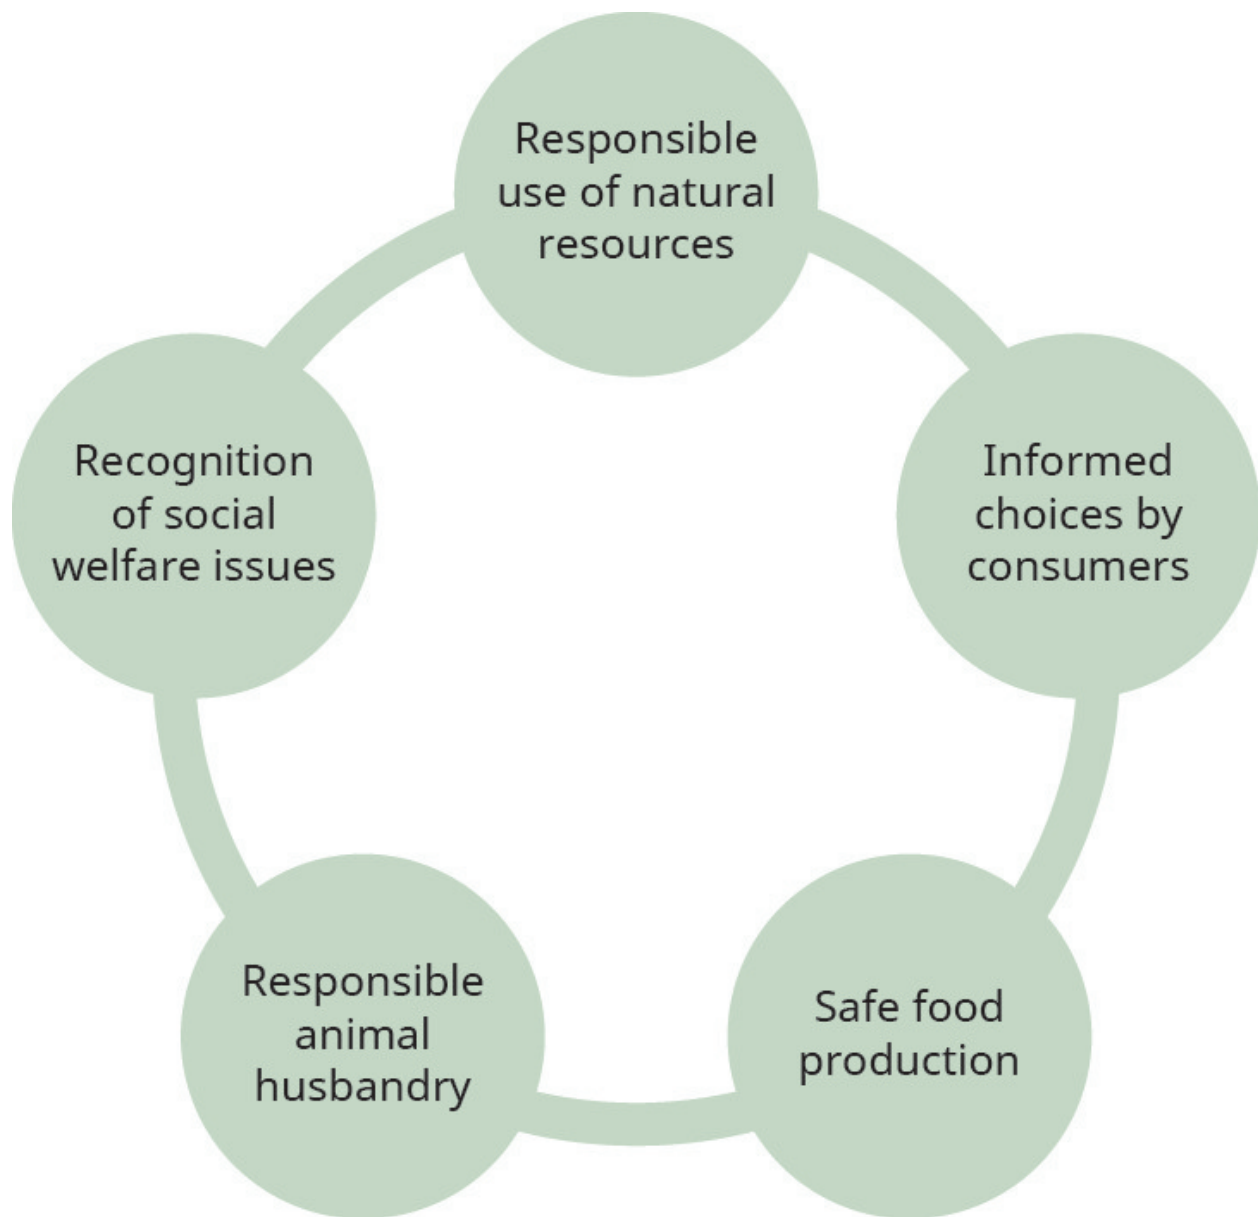 Responsible
use of natural
resources
Informed
choices by
consumers
Safe food
production
Responsible
animal
husbandry
Recognition
of social
welfare issues